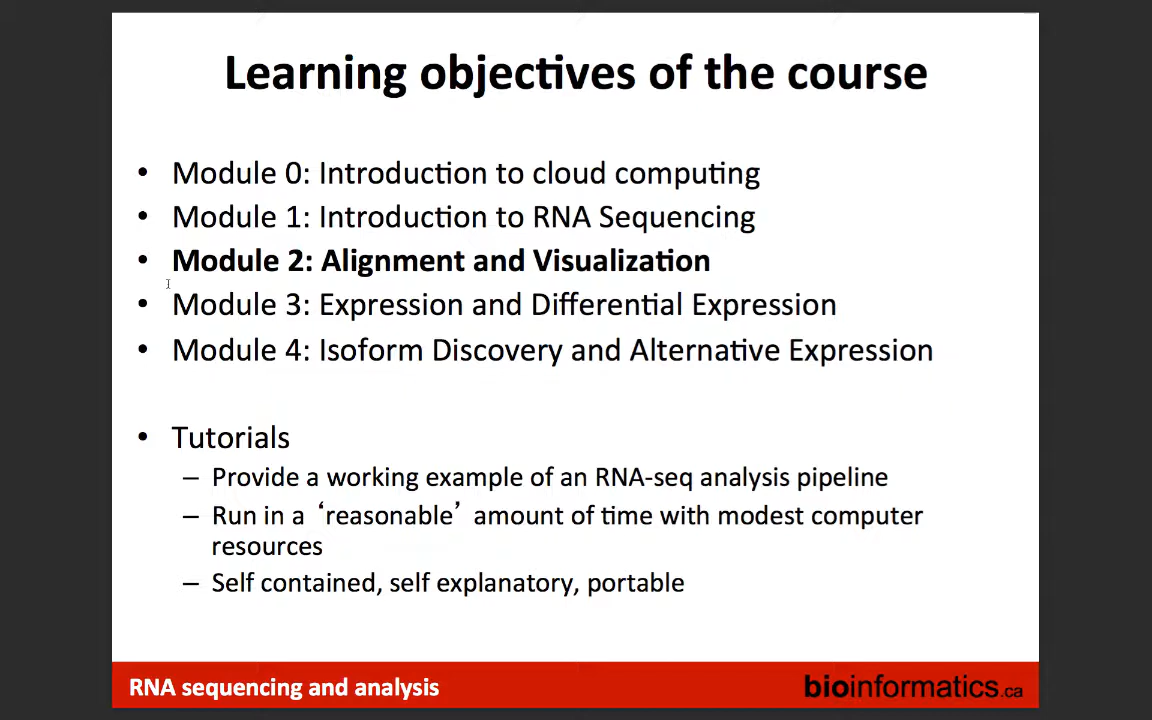 Learning objectives of the course
• Module 0: Introduction to cloud computing
• Module 1: Introduction to RNA Sequencing
• Module 2: Alignment and Visualization
• Module 3: Expression and Differential Expression
• Module 4: Isoform Discovery and Alternative Expression
• Tutorials
– Provide a working example of an RNA-seq analysis pipeline
– Run in a ‘reasonable’ amount of time with modest computer
resources
– Self contained, self explanatory, portable
RNA sequencing and analysis
bioinformatics.ca